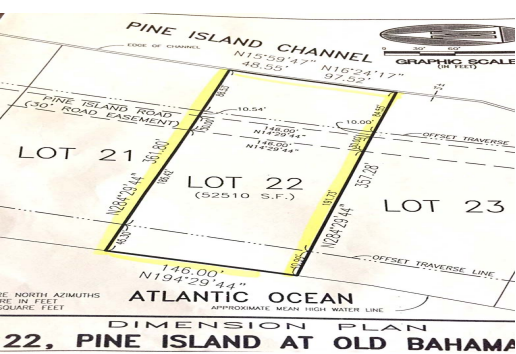 PINE ISLAND CHANNEL
EDGE OF CHANNEL
N15°59'47"
48.55'
N16°24'17"
97.52'
0 30' 60'
GRAPHIC SCALE
(IN FEET)
PINE ISLAND ROAD
(30' ROAD EASEMENT)
10.54'
10.00'
OFFSET TRAVERSE
146.00'
N14°29'44"
146.00'
N14°29'44"
LOT 21
361.80'
N284°29'44"
185.42'
LOT 22
(52510 S.F.)
191.73'
357.28'
N284°29'44"
LOT 23
OFFSET TRAVERSE LINE
146.00'
N194°29'44"
RE NORTH AZIMUTHS
RE IN FEET
SQUARE FEET
ATLANTIC OCEAN
APPROXIMATE MEAN HIGH WATER LINE
DIMENSION PLAN
22, PINE ISLAND AT OLD BAHAMA